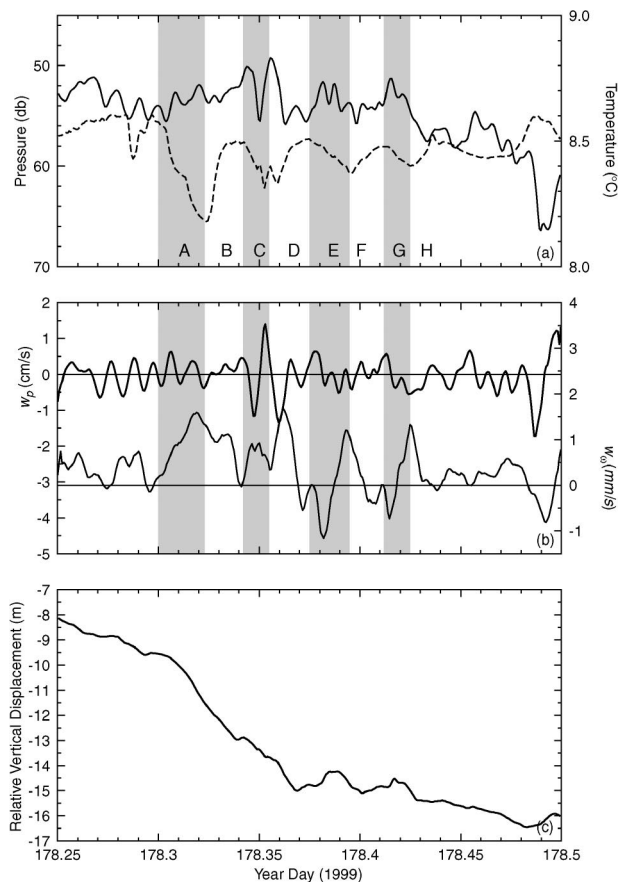 9.0
50
8.5
60
Pressure (db)
Temperature (°C)
A B C D E F G H
(a)
70
8.0
2
4
1
3
0
2
-1
-2
1
-3
0
-4
-1
-5
w_p (cm/s)
w_ω (mm/s)
(b)
-7
-8
-9
-10
-11
-12
-13
-14
-15
-16
-17
Relative Vertical Displacement (m)
(c)
178.25 178.3 178.35 178.4 178.45 178.5
Year Day (1999)